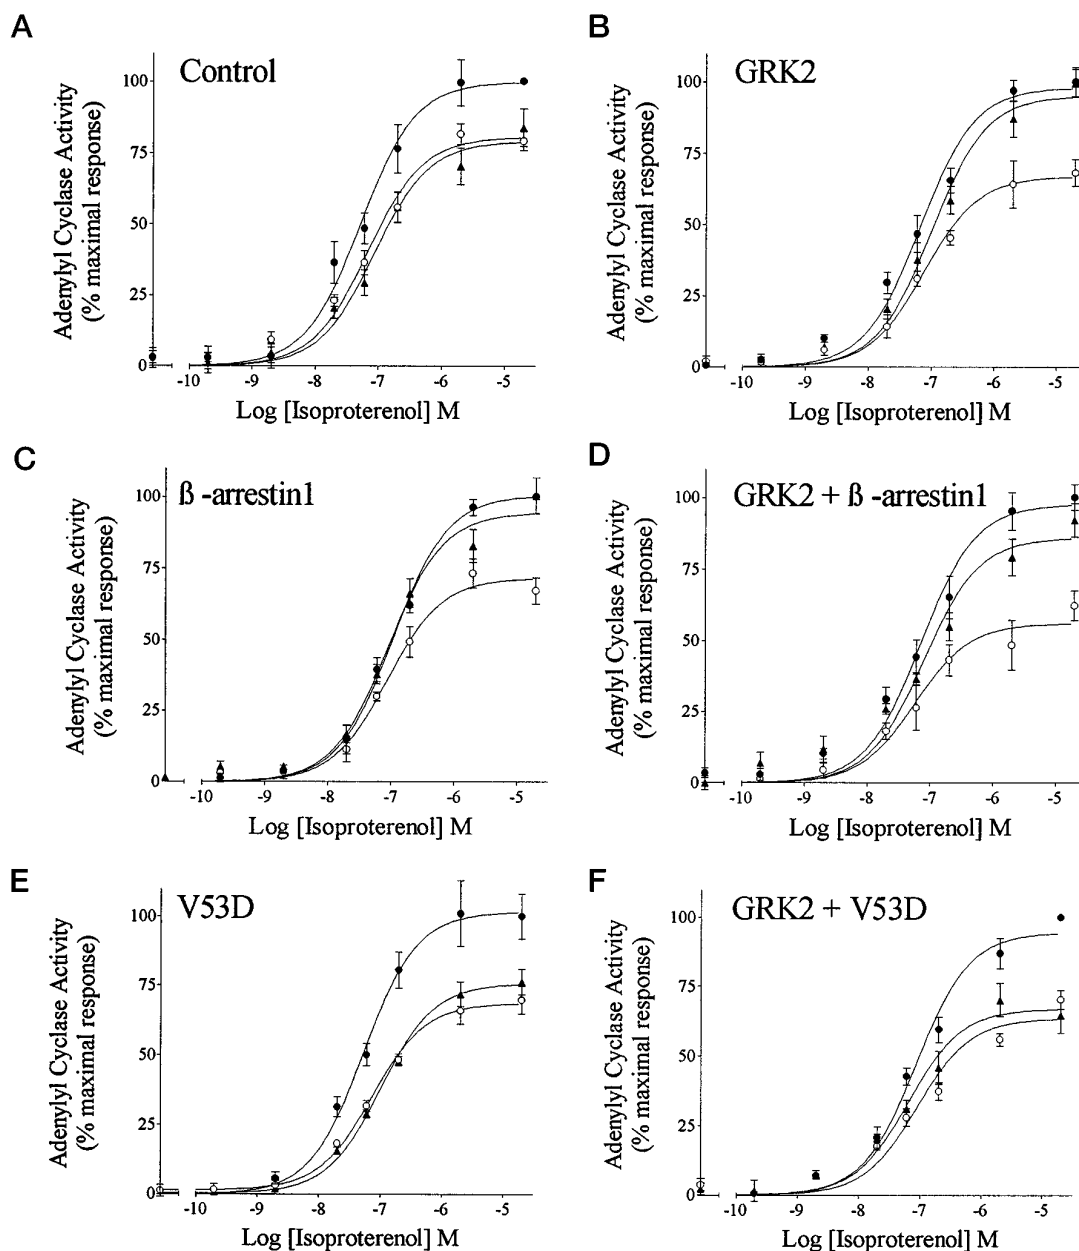 A
Control
Adenylyl Cyclase Activity
(% maximal response)
100
75
50
25
0
-10 -9 -8 -7 -6 -5
Log [Isoproterenol] M
B
GRK2
Adenylyl Cyclase Activity
(% maximal response)
100
75
50
25
0
-10 -9 -8 -7 -6 -5
Log [Isoproterenol] M
C
ß -arrestin1
Adenylyl Cyclase Activity
(% maximal response)
100
75
50
25
0
-10 -9 -8 -7 -6 -5
Log [Isoproterenol] M
D
GRK2 + ß -arrestin1
Adenylyl Cyclase Activity
(% maximal response)
100
75
50
25
0
-10 -9 -8 -7 -6 -5
Log [Isoproterenol] M
E
V53D
Adenylyl Cyclase Activity
(% maximal response)
100
75
50
25
0
-10 -9 -8 -7 -6 -5
Log [Isoproterenol] M
F
GRK2 + V53D
Adenylyl Cyclase Activity
(% maximal response)
100
75
50
25
0
-10 -9 -8 -7 -6 -5
Log [Isoproterenol] M